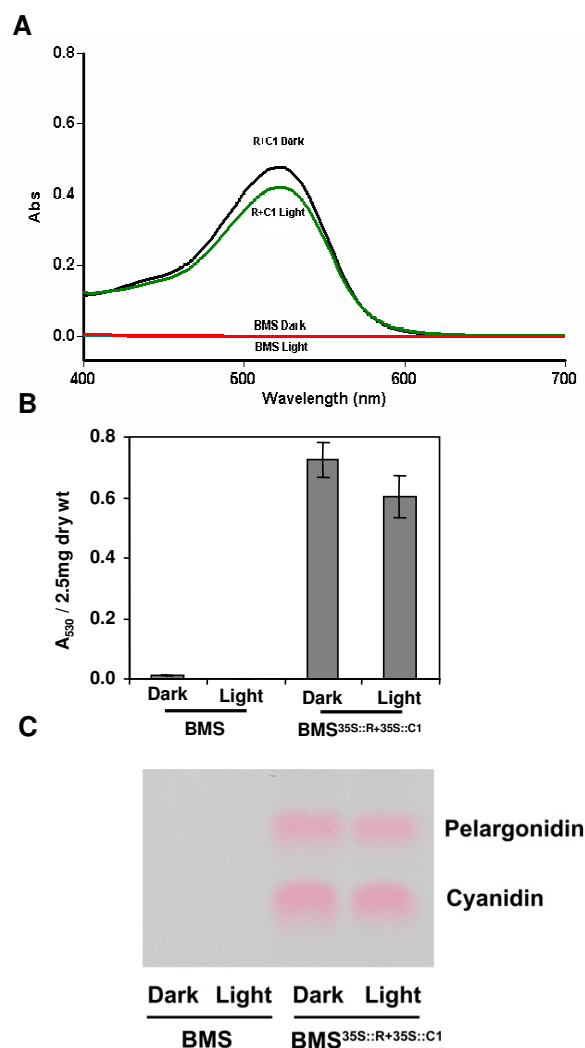 A
0.8
0.6
0.4
0.2
0.0
Abs
R+C1 Dark
R+C1 Light
BMS Dark
BMS Light
400 500 600 700
Wavelength (nm)
B
0.8
0.6
0.4
0.2
0.0
A530 / 2.5mg dry wt
Dark Light Dark Light
BMS BMS35S::R+35S::C1
C
Pelargonidin
Cyanidin
Dark Light Dark Light
BMS BMS35S::R+35S::C1